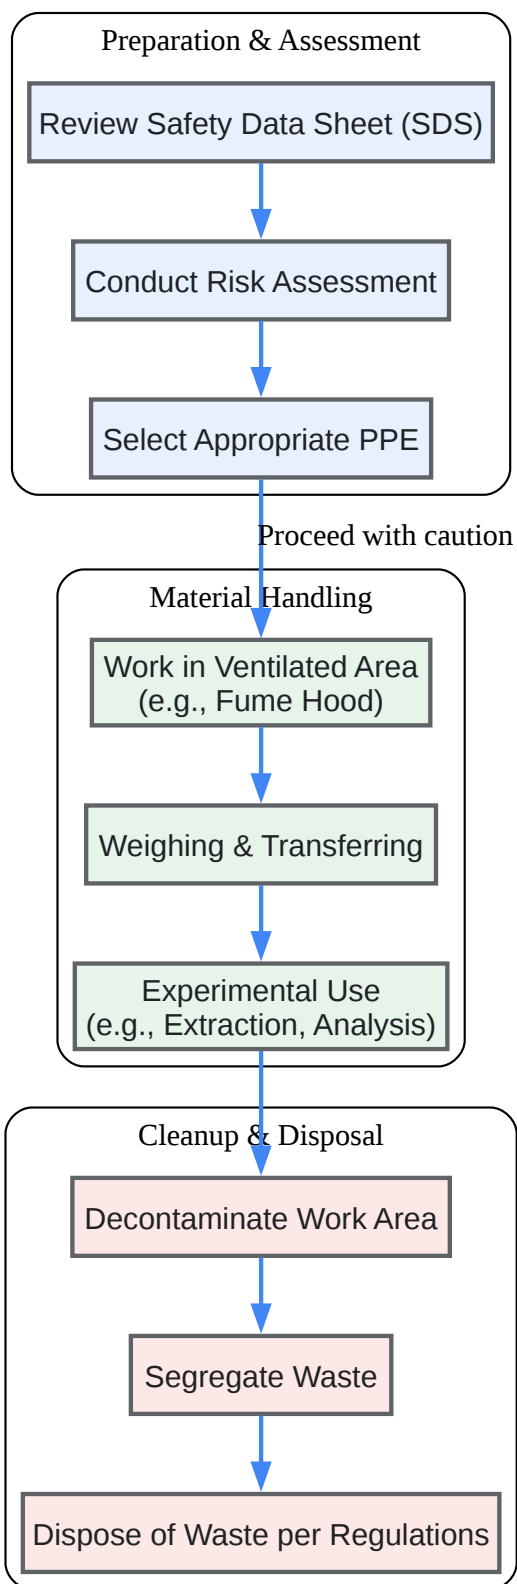 Preparation & Assessment
Review Safety Data Sheet (SDS)
Conduct Risk Assessment
Select Appropriate PPE
Proceed with caution
Material Handling
Work in Ventilated Area
(e.g., Fume Hood)
Weighing & Transferring
Experimental Use
(e.g., Extraction, Analysis)
Cleanup & Disposal
Decontaminate Work Area
Segregate Waste
Dispose of Waste per Regulations